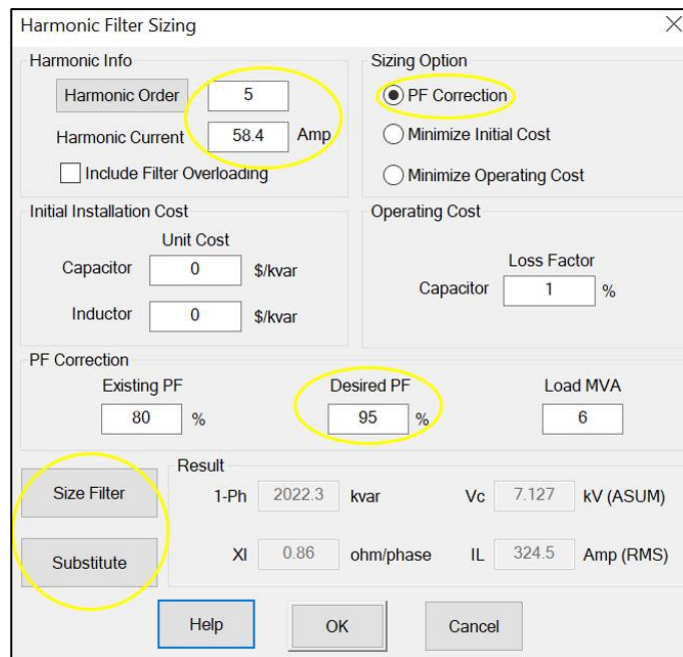 Harmonic Filter Sizing
Harmonic Info
Harmonic Order 5
Harmonic Current 58.4 Amp
Include Filter Overloading
Sizing Option
PF Correction
Minimize Initial Cost
Minimize Operating Cost
Initial Installation Cost
Unit Cost
Capacitor 0 $/kvar
Inductor 0 $/kvar
Operating Cost
Loss Factor
Capacitor 1 %
PF Correction
Existing PF Desired PF Load MVA
80 % 95 % 6
Size Filter
Substitute
Result
1-Ph 2022.3 kvar Vc 7.127 kV (ASUM)
Xl 0.86 ohm/phase IL 324.5 Amp (RMS)
Help OK Cancel